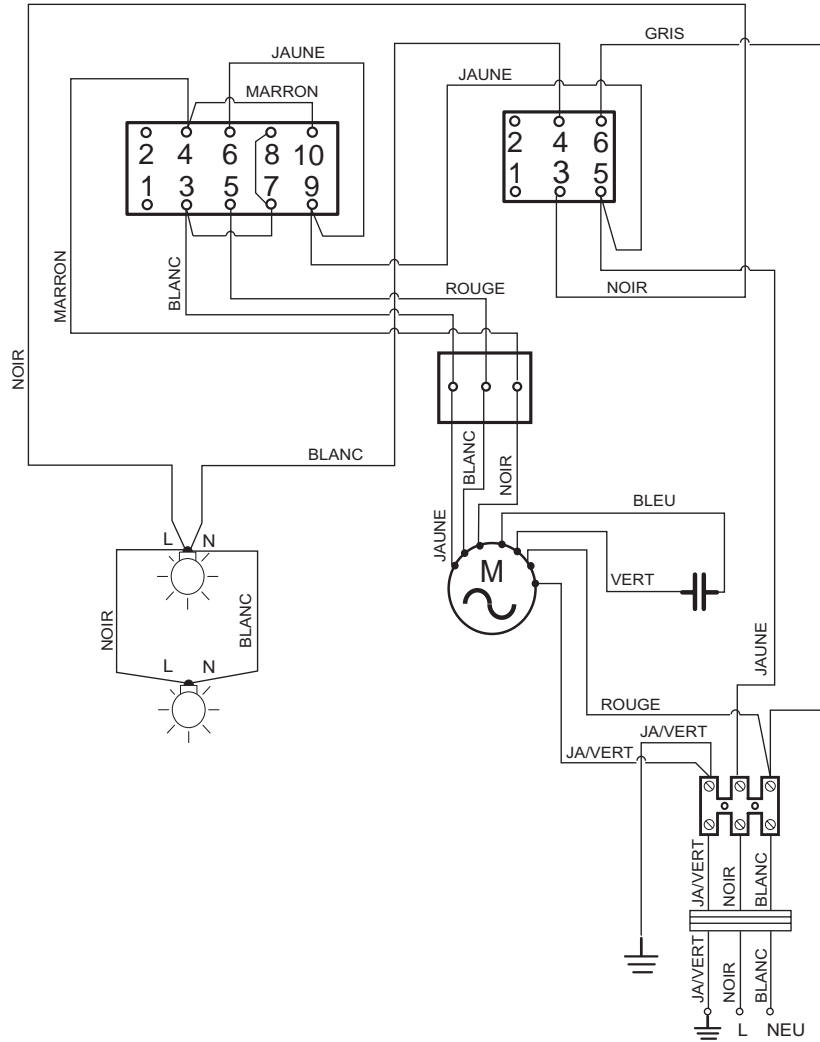 GRIS
JAUNE
JAUNE
MARRON
2 4 6 8 10
1 3 5 7 9
2 4 6
1 3 5
MARRON
BLANC
ROUGE
NOIR
NOIR
BLANC
JAUNE
BLANC
NOIR
BLEU
L N
M
VERT
NOIR
BLANC
JAUNE
L N
ROUGE
JA/VERT
JA/VERT
JA/VERT
NOIR
BLANC
JA/VERT
NOIR
BLANC
L NEU